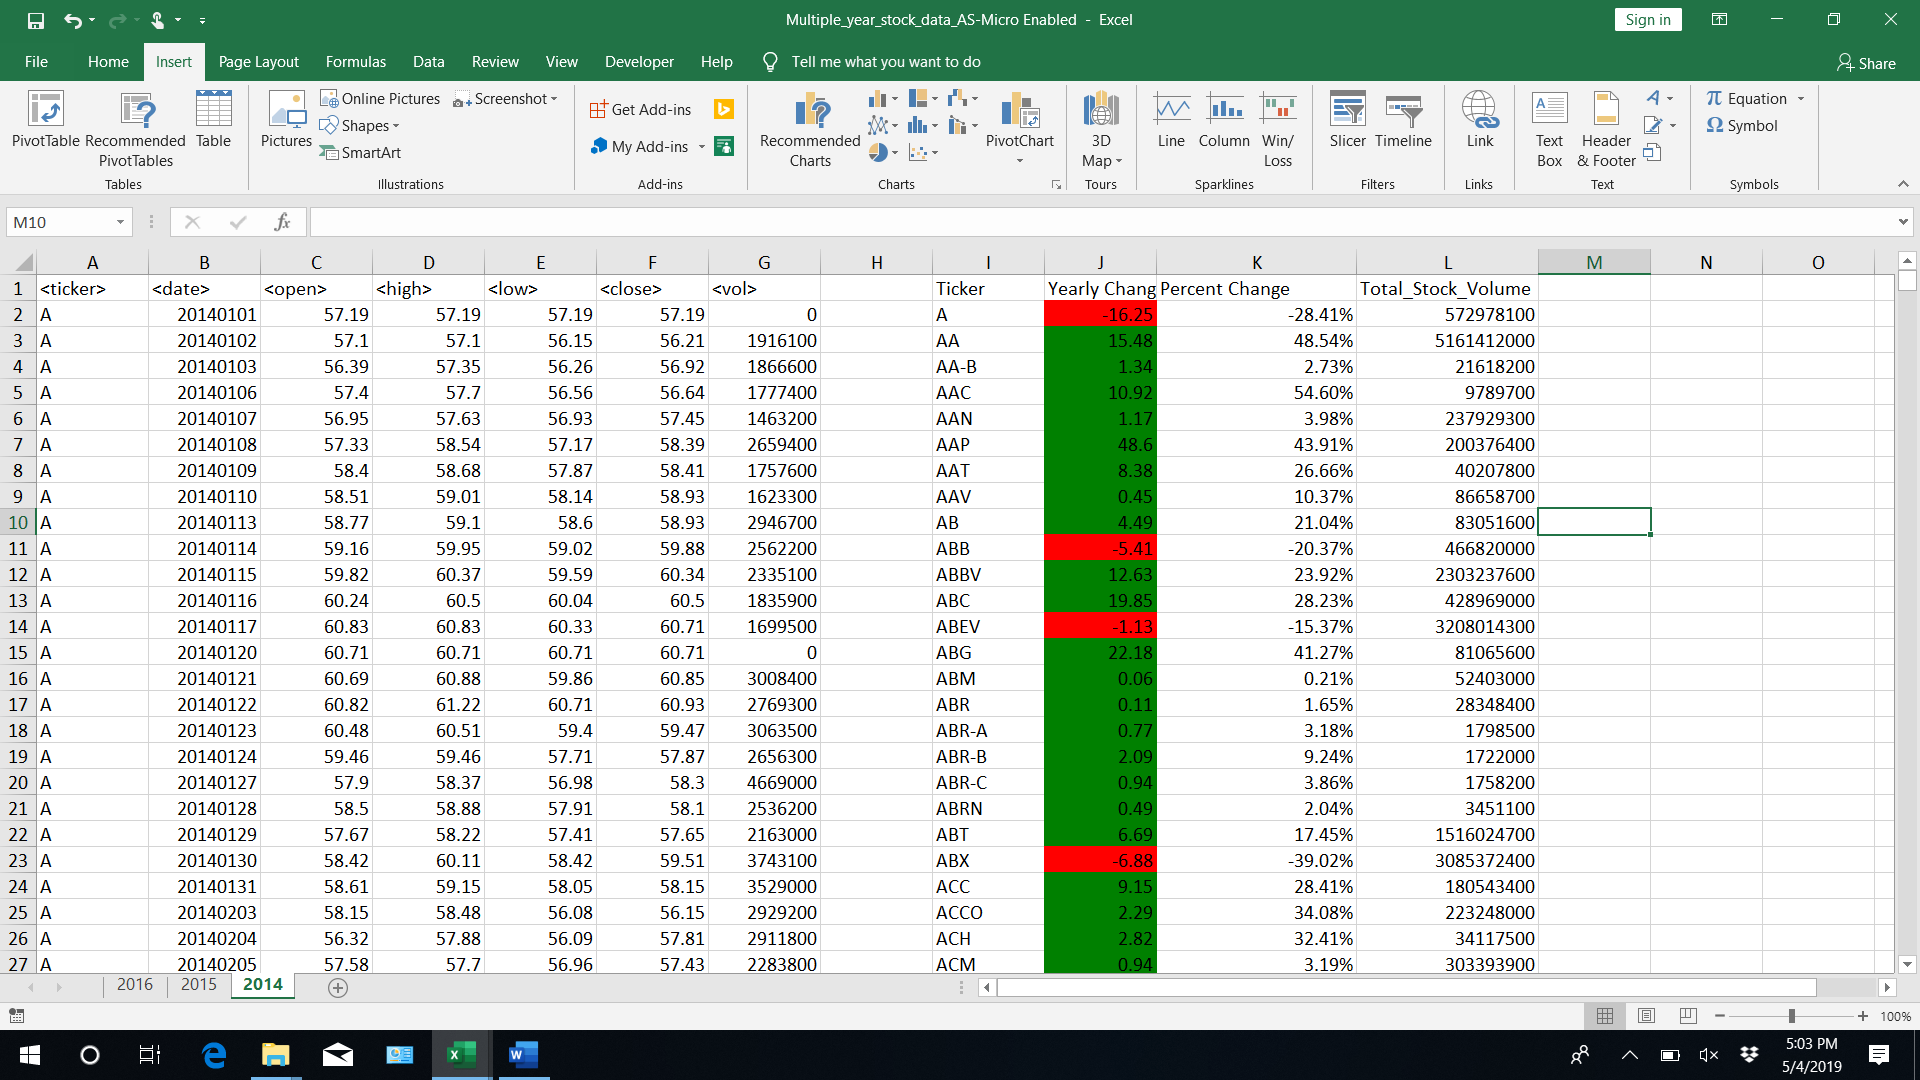 Multiple_year_stock_data_AS-Micro Enabled - Excel
Sign in
File Home Insert Page Layout Formulas Data Review View Developer Help Tell me what you want to do Share
PivotTable Recommended PivotTables Table
Tables
Pictures Online Pictures Shapes SmartArt Screenshot
Illustrations
Get Add-ins My Add-ins
Add-ins
Recommended Charts PivotChart
Charts
3D Map
Tours
Line Column Win/ Loss
Sparklines
Slicer Timeline
Filters
Link
Links
Text Box Header & Footer
Text
Equation Symbol
Symbols
M10 fx
A B C D E F G H I J K L M N O
1 <ticker> <date> <open> <high> <low> <close> <vol> Ticker Yearly Chang Percent Change Total_Stock_Volume
2 A 20140101 57.19 57.19 57.19 57.19 0 A -16.25 -28.41% 572978100
3 A 20140102 57.1 57.1 56.15 56.21 1916100 AA 15.48 48.54% 5161412000
4 A 20140103 56.39 57.35 56.26 56.92 1866600 AA-B 1.34 2.73% 21618200
5 A 20140106 57.4 57.7 56.56 56.64 1777400 AAC 10.92 54.60% 9789700
6 A 20140107 56.95 57.63 56.93 57.45 1463200 AAN 1.17 3.98% 237929300
7 A 20140108 57.33 58.54 57.17 58.39 2659400 AAP 48.6 43.91% 200376400
8 A 20140109 58.4 58.68 57.87 58.41 1757600 AAT 8.38 26.66% 40207800
9 A 20140110 58.51 59.01 58.14 58.93 1623300 AAV 0.45 10.37% 86658700
10 A 20140113 58.77 59.1 58.6 58.93 2946700 AB 4.49 21.04% 83051600
11 A 20140114 59.16 59.95 59.02 59.88 2562200 ABB -5.41 -20.37% 466820000
12 A 20140115 59.82 60.37 59.59 60.34 2335100 ABBV 12.63 23.92% 2303237600
13 A 20140116 60.24 60.5 60.04 60.5 1835900 ABC 19.85 28.23% 428969000
14 A 20140117 60.83 60.83 60.33 60.71 1699500 ABEV -1.13 -15.37% 3208014300
15 A 20140120 60.71 60.71 60.71 60.71 0 ABG 22.18 41.27% 81065600
16 A 20140121 60.69 60.88 59.86 60.85 3008400 ABM 0.06 0.21% 52403000
17 A 20140122 60.82 61.22 60.71 60.93 2769300 ABR 0.11 1.65% 28348400
18 A 20140123 60.48 60.51 59.4 59.47 3063500 ABR-A 0.77 3.18% 1798500
19 A 20140124 59.46 59.46 57.71 57.87 2656300 ABR-B 2.09 9.24% 1722000
20 A 20140127 57.9 58.37 56.98 58.3 4669000 ABR-C 0.94 3.86% 1758200
21 A 20140128 58.5 58.88 57.91 58.1 2536200 ABRN 0.49 2.04% 3451100
22 A 20140129 57.67 58.22 57.41 57.65 2163000 ABT 6.69 17.45% 1516024700
23 A 20140130 58.42 60.11 58.42 59.51 3743100 ABX -6.88 -39.02% 3085372400
24 A 20140131 58.61 59.15 58.05 58.15 3529000 ACC 9.15 28.41% 180543400
25 A 20140203 58.15 58.48 56.08 56.15 2929200 ACCO 2.29 34.08% 223248000
26 A 20140204 56.32 57.88 56.09 57.81 2911800 ACH 2.82 32.41% 34117500
27 A 20140205 57.58 57.7 56.96 57.43 2283800 ACM 0.94 3.19% 303393900
2016 2015 2014
100%
5:03 PM
5/4/2019